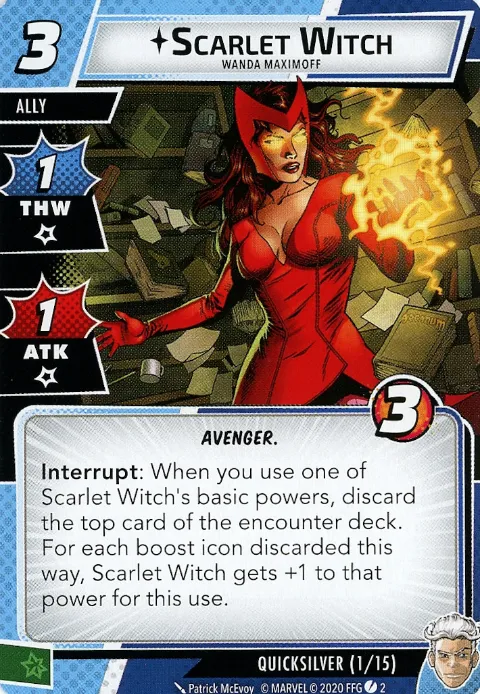 3
SCARLET WITCH
WANDA MAXIMOFF
ALLY
1
THW
1
ATK
3
AVENGER.
Interrupt: When you use one of
Scarlet Witch's basic powers, discard
the top card of the encounter deck.
For each boost icon discarded this
way, Scarlet Witch gets +1 to that
power for this use.
QUICKSILVER (1/15)
Patrick McEvoy © MARVEL © 2020 FFG 2